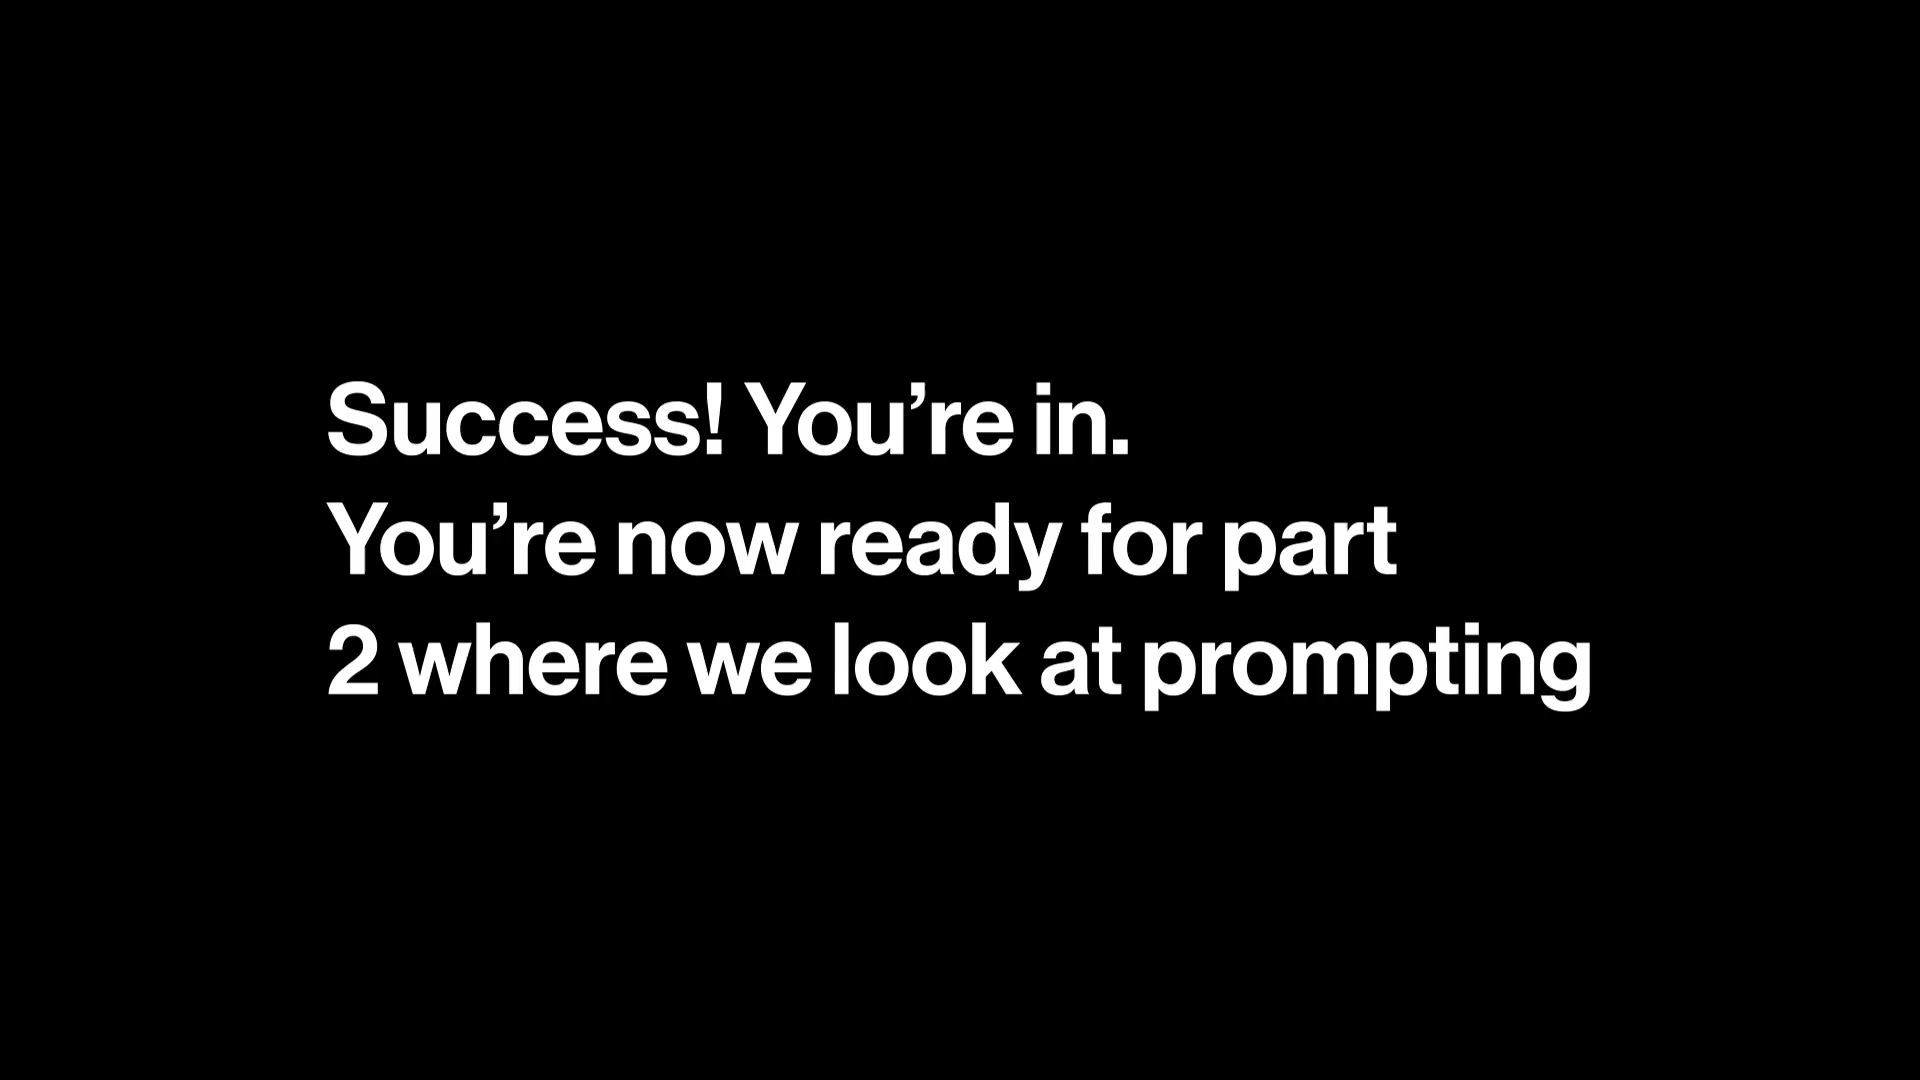 Success! You’re in.
You’re now ready for part
2 where we look at prompting